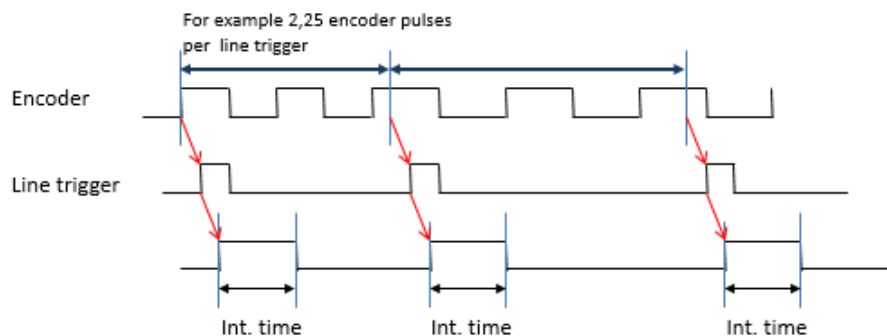 For example 2,25 encoder pulses
per line trigger
Encoder
Line trigger
Int. time
Int. time
Int. time